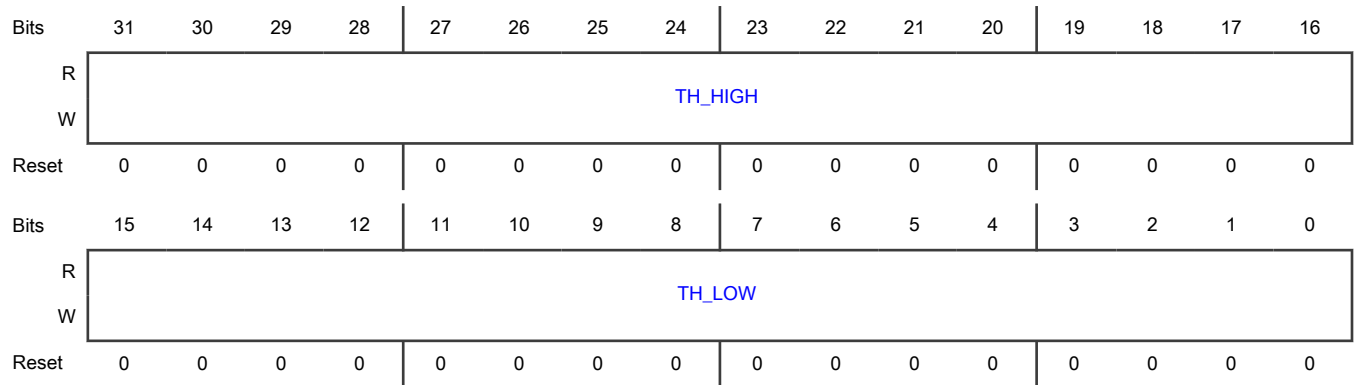 Bits 31 30 29 28 27 26 25 24 23 22 21 20 19 18 17 16
R
TH_HIGH
W
Reset 0 0 0 0 0 0 0 0 0 0 0 0 0 0 0 0
Bits 15 14 13 12 11 10 9 8 7 6 5 4 3 2 1 0
R
TH_LOW
W
Reset 0 0 0 0 0 0 0 0 0 0 0 0 0 0 0 0